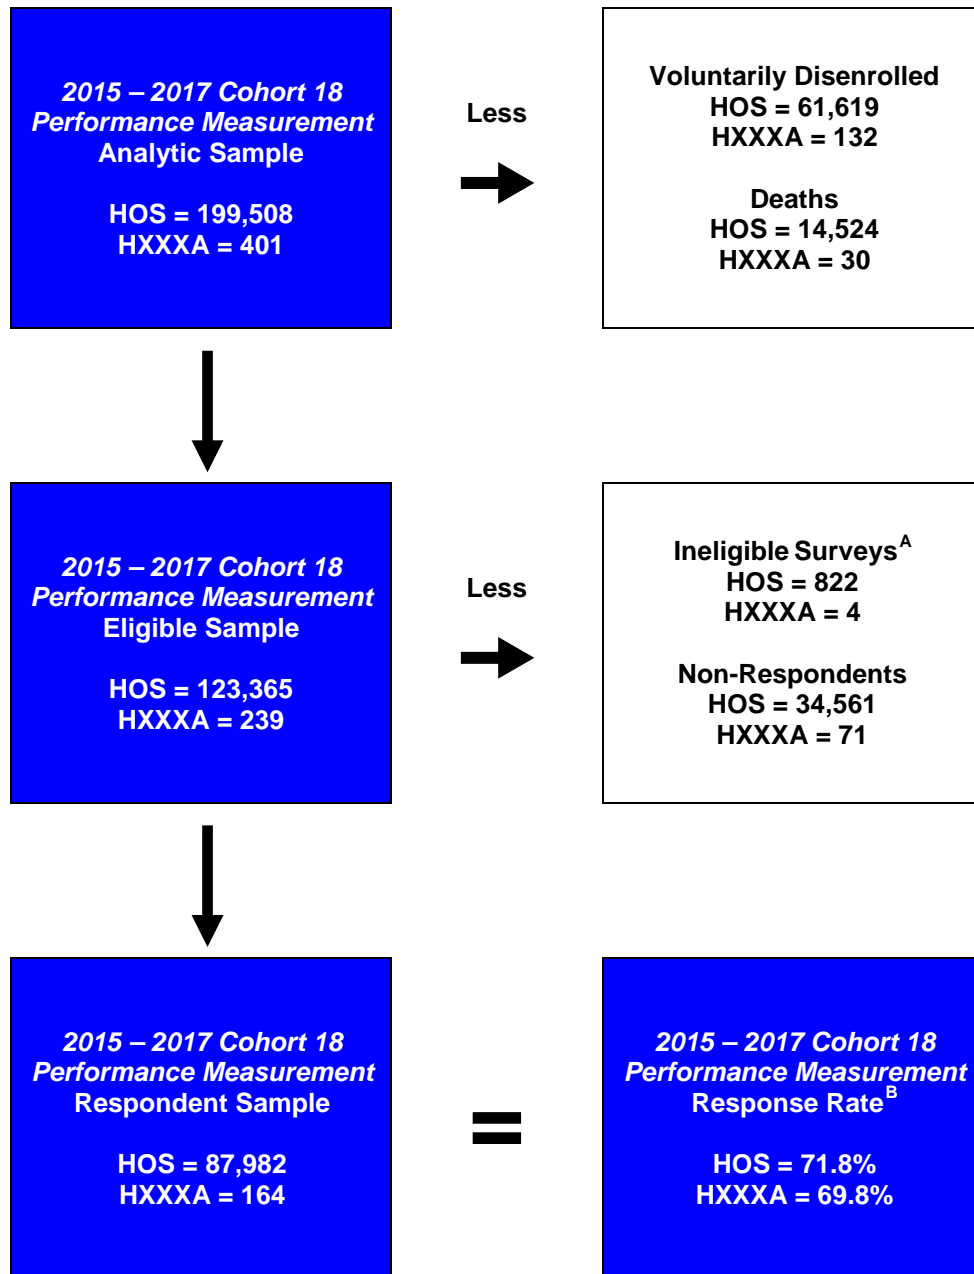 2015 – 2017 Cohort 18
Performance Measurement
Analytic Sample
HOS = 199,508
HXXXA = 401
Less
Voluntarily Disenrolled
HOS = 61,619
HXXXA = 132
Deaths
HOS = 14,524
HXXXA = 30
2015 – 2017 Cohort 18
Performance Measurement
Eligible Sample
HOS = 123,365
HXXXA = 239
Less
Ineligible Surveys^A
HOS = 822
HXXXA = 4
Non-Respondents
HOS = 34,561
HXXXA = 71
2015 – 2017 Cohort 18
Performance Measurement
Respondent Sample
HOS = 87,982
HXXXA = 164
=
2015 – 2017 Cohort 18
Performance Measurement
Response Rate^B
HOS = 71.8%
HXXXA = 69.8%